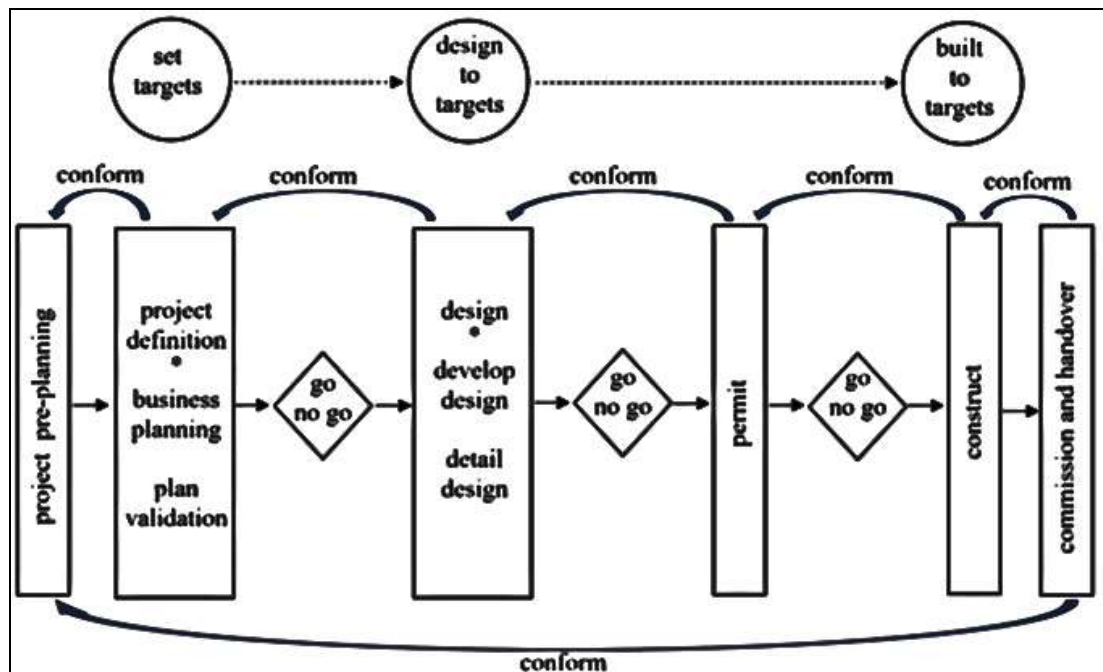 set
targets
design
to
targets
built
to
targets
conform
conform
conform
conform
conform
project pre-planning
project
definition
*
business
planning
plan
validation
go
no go
design
*
develop
design
detail
design
go
no go
permit
go
no go
construct
commission and handover
conform